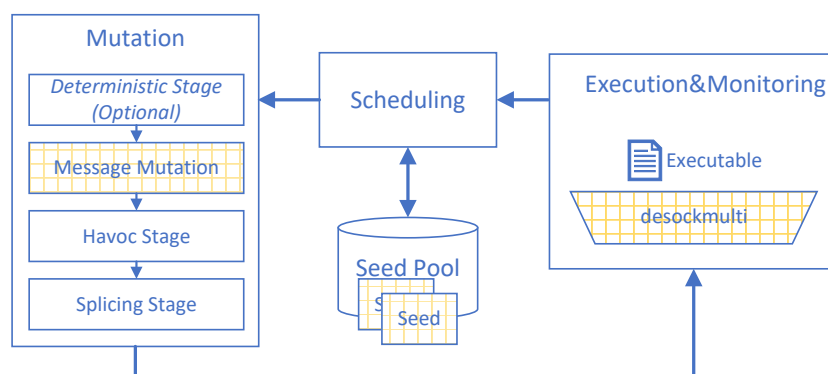 Mutation
Deterministic Stage
(Optional)
Message Mutation
Havoc Stage
Splicing Stage
Scheduling
Seed Pool
Seed
Execution&Monitoring
Executable
desockmulti